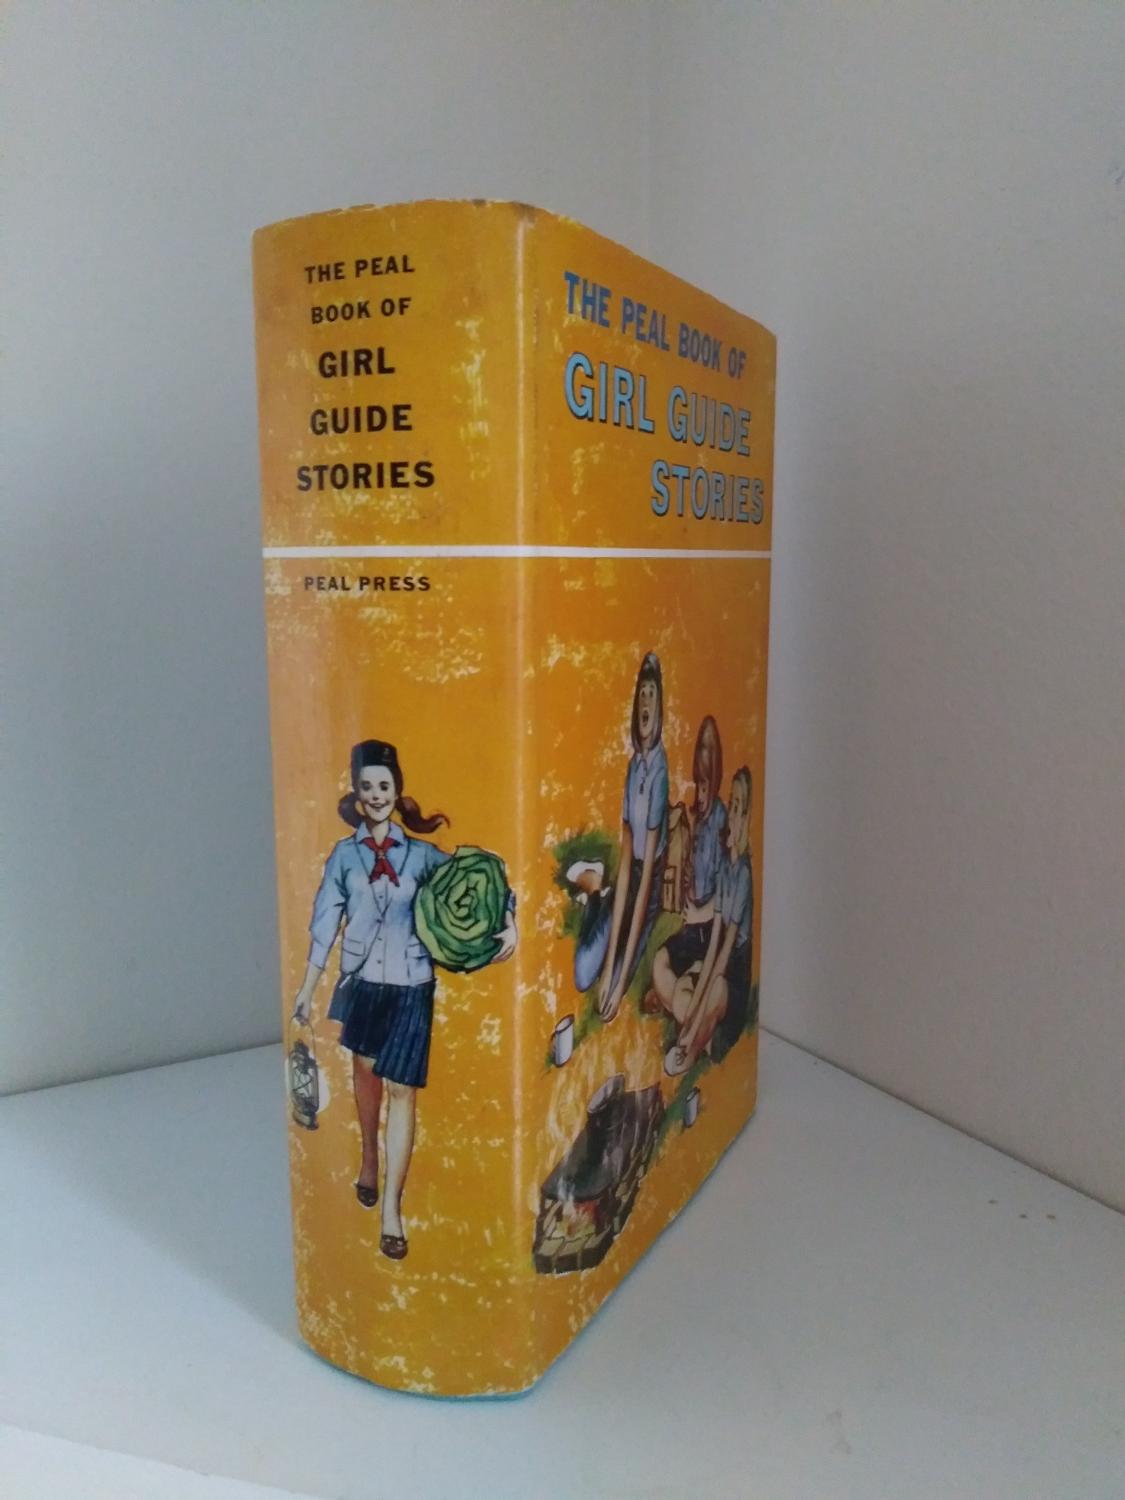 THE PEAL
BOOK OF
GIRL
GUIDE
STORIES
PEAL PRESS
THE PEAL BOOK OF
GIRL GUIDE
STORIES